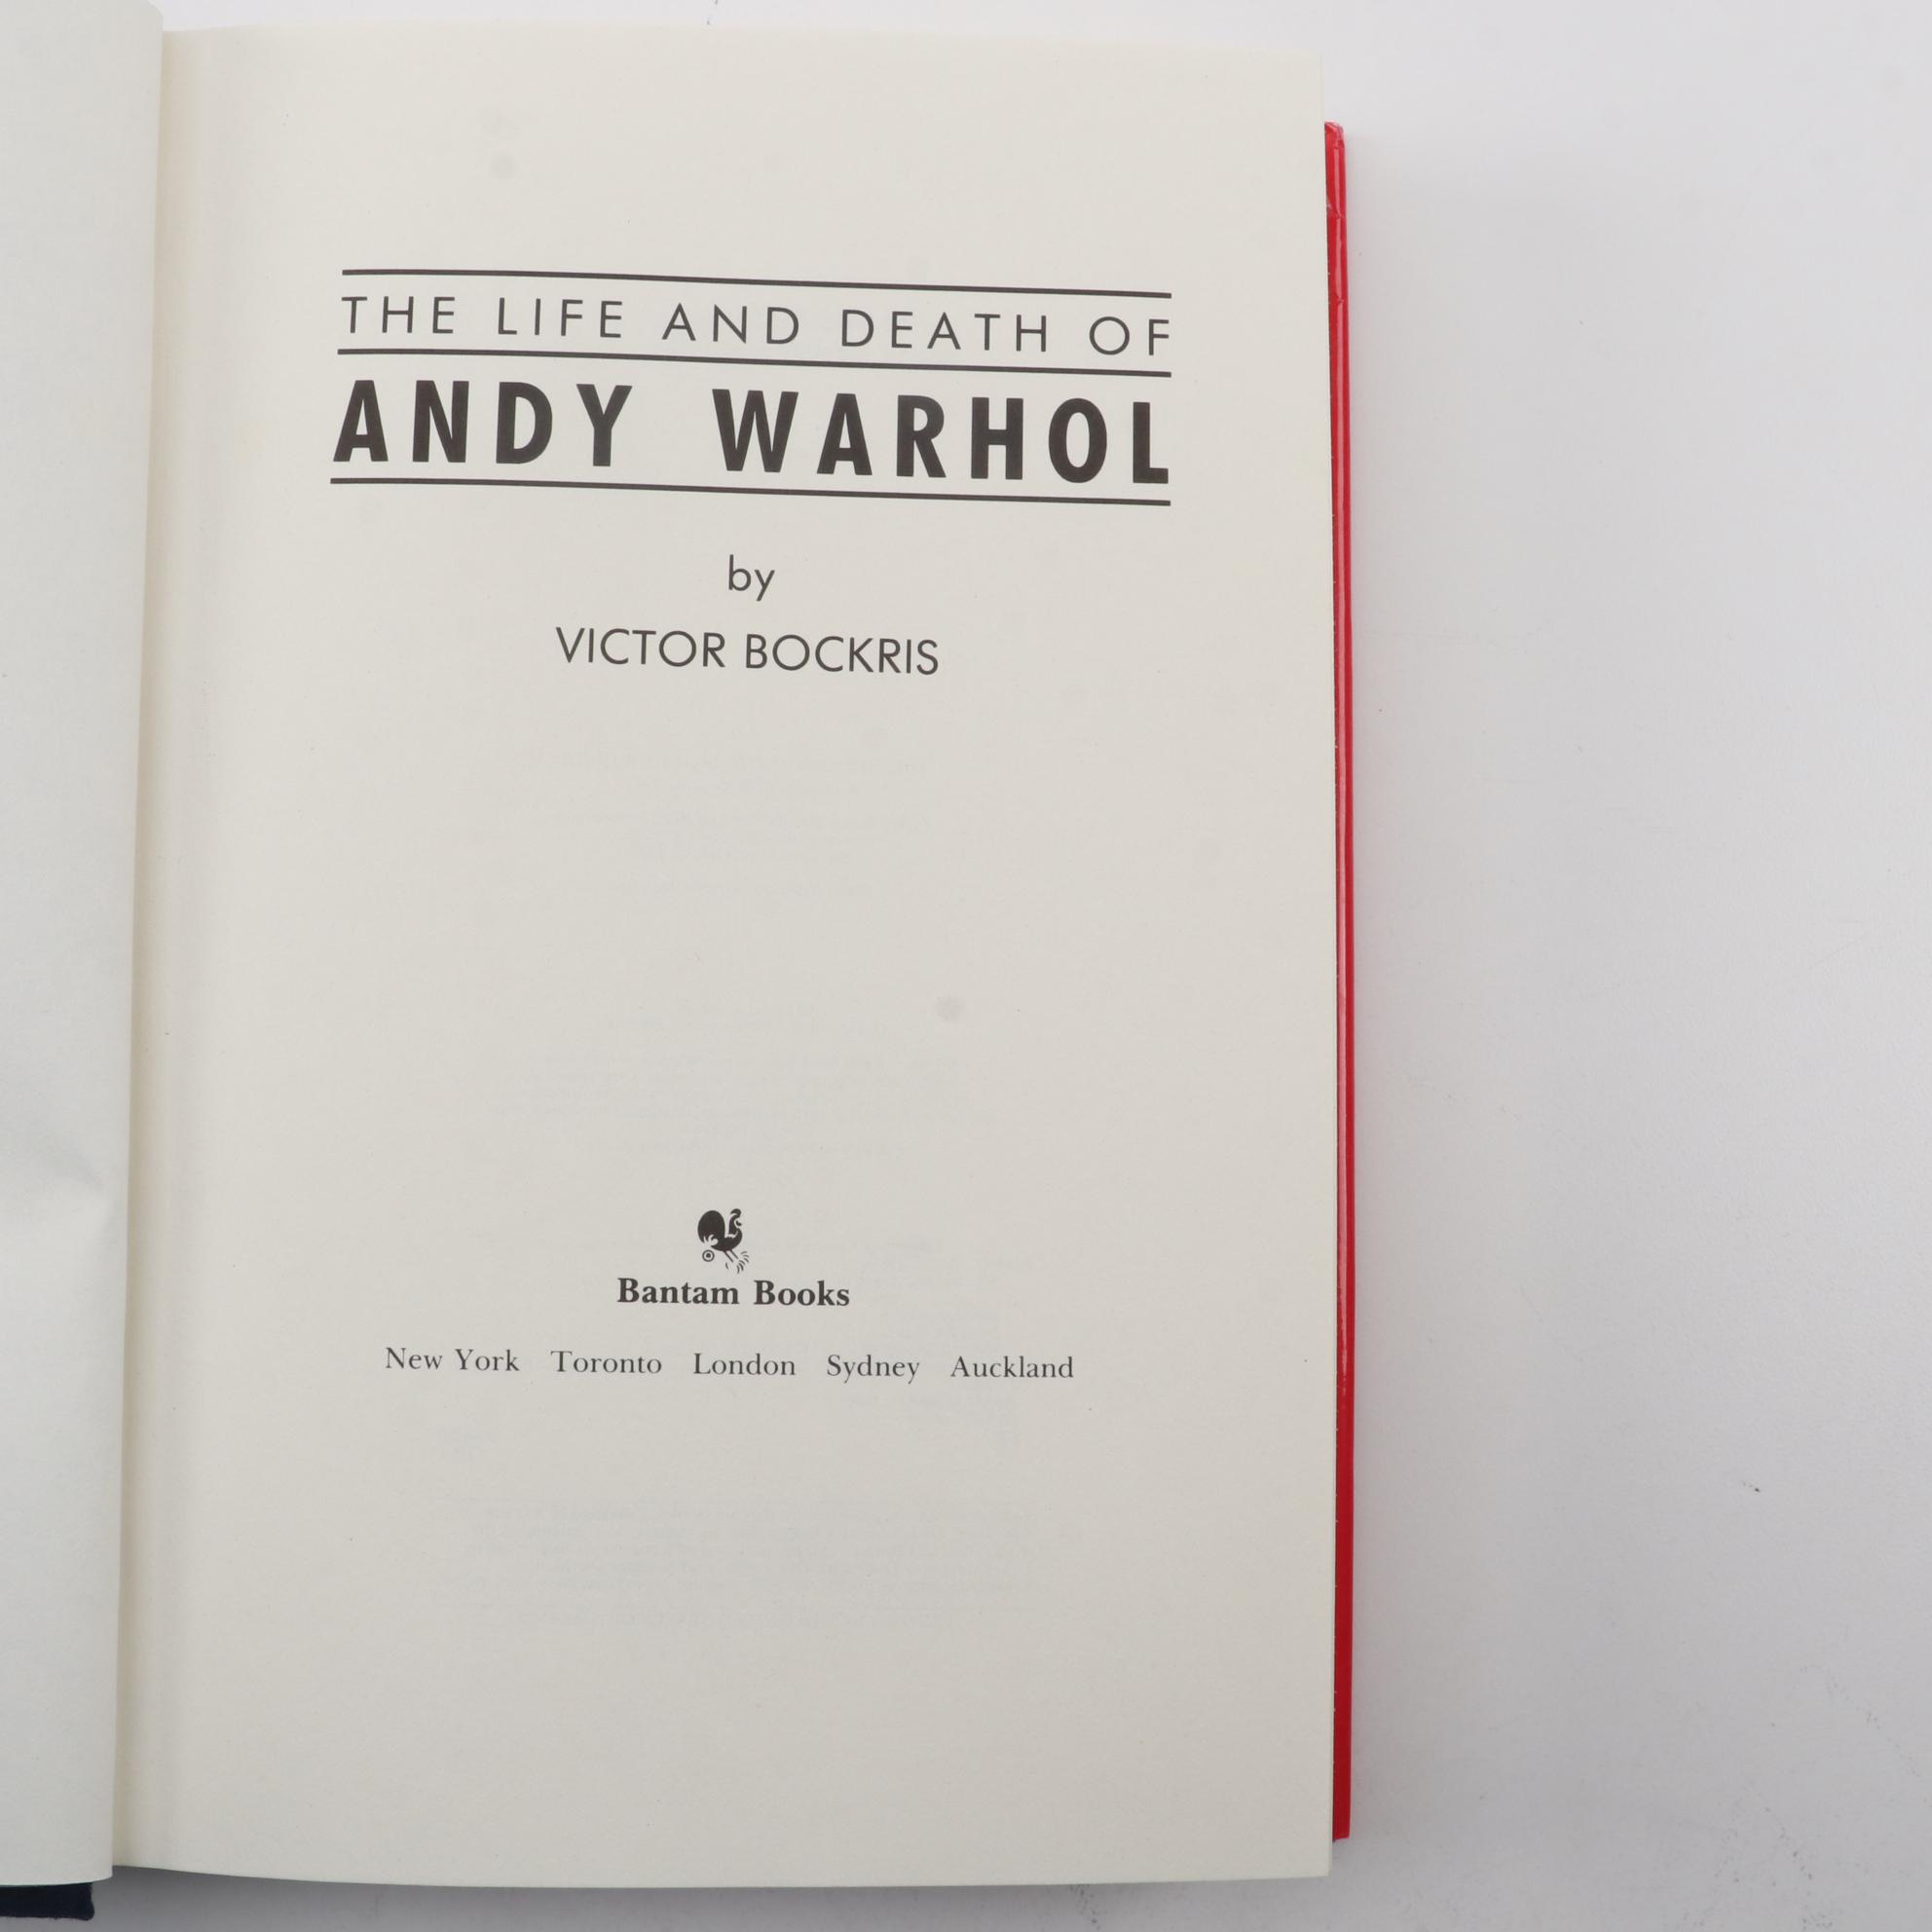 THE LIFE AND DEATH OF
ANDY WARHOL
by
VICTOR BOCKRIS
Bantam Books
New York Toronto London Sydney Auckland